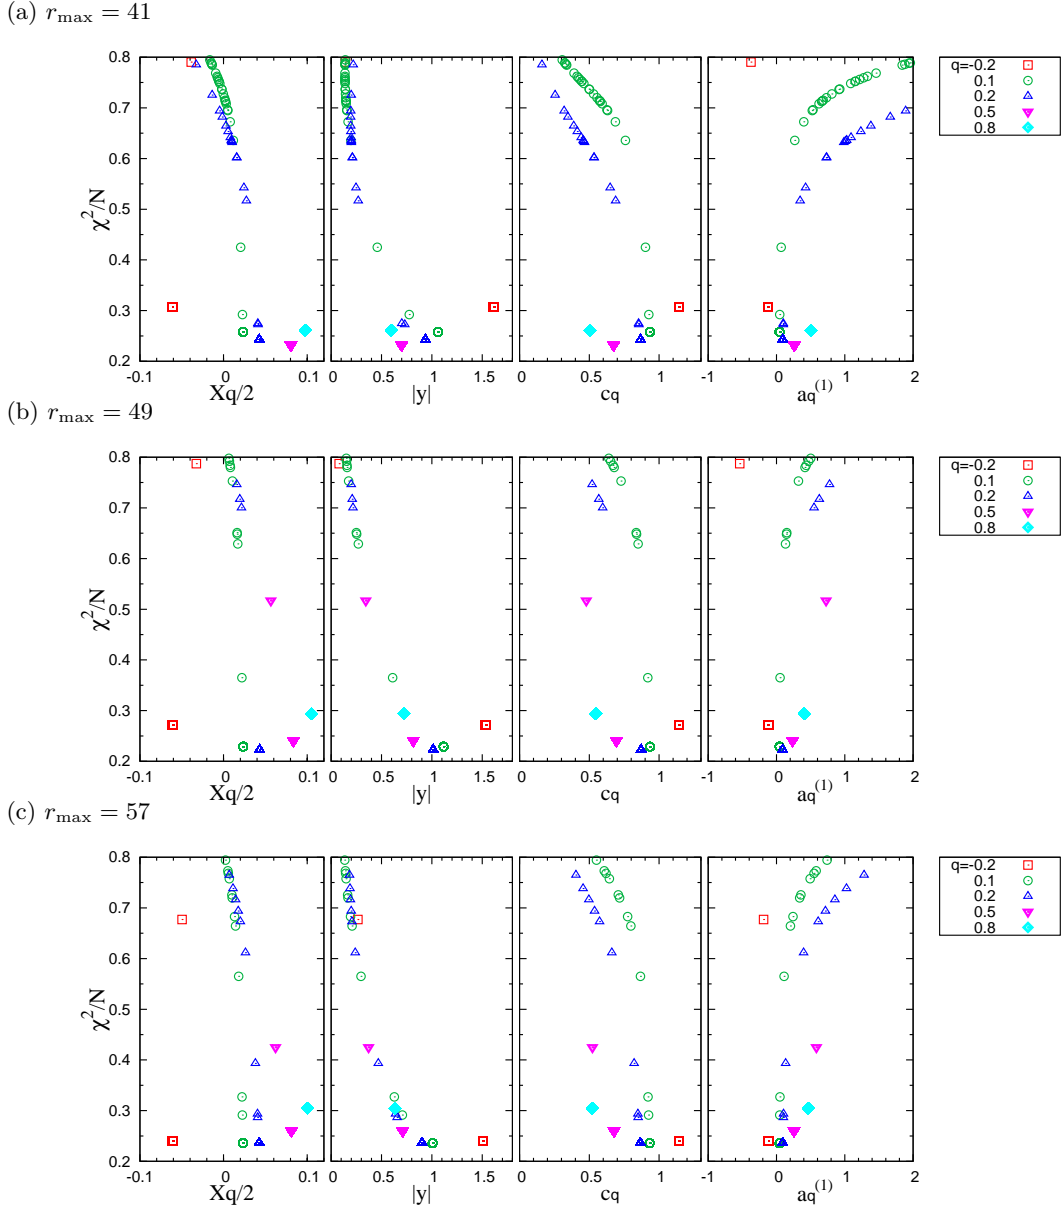 (a) r_max = 41
0.8
0.7
0.6
0.5
0.4
0.3
0.2
χ²/N
-0.1 0 0.1
Xq/2
0 0.5 1 1.5
|y|
0 0.5 1
cq
-1 0 1 2
aq⁽¹⁾
q=-0.2
0.1
0.2
0.5
0.8
(b) r_max = 49
0.8
0.7
0.6
0.5
0.4
0.3
0.2
χ²/N
-0.1 0 0.1
Xq/2
0 0.5 1 1.5
|y|
0 0.5 1
cq
-1 0 1 2
aq⁽¹⁾
q=-0.2
0.1
0.2
0.5
0.8
(c) r_max = 57
0.8
0.7
0.6
0.5
0.4
0.3
0.2
χ²/N
-0.1 0 0.1
Xq/2
0 0.5 1 1.5
|y|
0 0.5 1
cq
-1 0 1 2
aq⁽¹⁾
q=-0.2
0.1
0.2
0.5
0.8